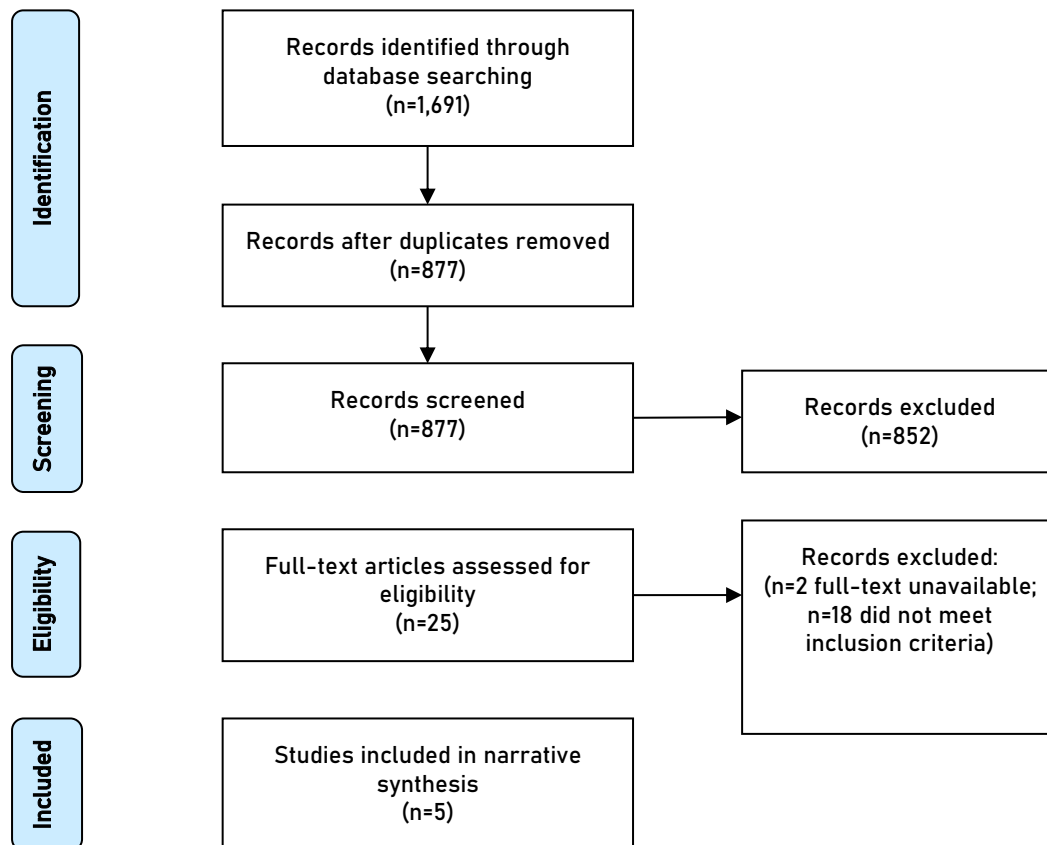 Identification
Records identified through
database searching
(n=1,691)
Records after duplicates removed
(n=877)
Screening
Records screened
(n=877)
Records excluded
(n=852)
Eligibility
Full-text articles assessed for
eligibility
(n=25)
Records excluded:
(n=2 full-text unavailable;
n=18 did not meet
inclusion criteria)
Included
Studies included in narrative
synthesis
(n=5)